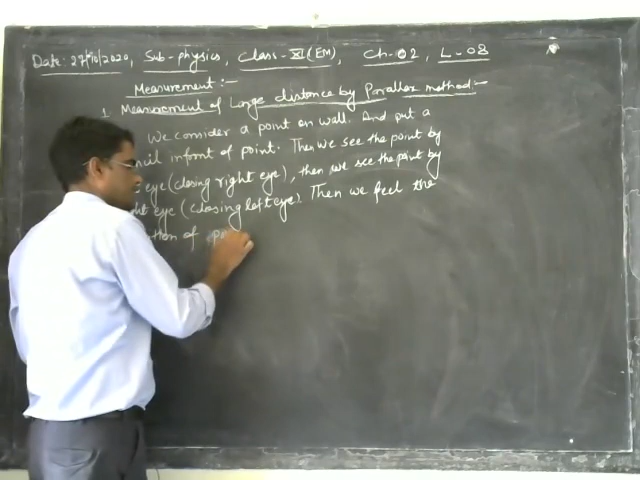 Date: 27/10/2020, Sub-physics, Class-XI(EM), Ch-02, L-08
Measurement:-
1. Measurement of Large distance by Parallax method:-
We consider a point on wall. And put a
infornt of point. Then we see the point by
eye (closing right eye), then we see the point by
eye (closing left eye). Then we feel the
of